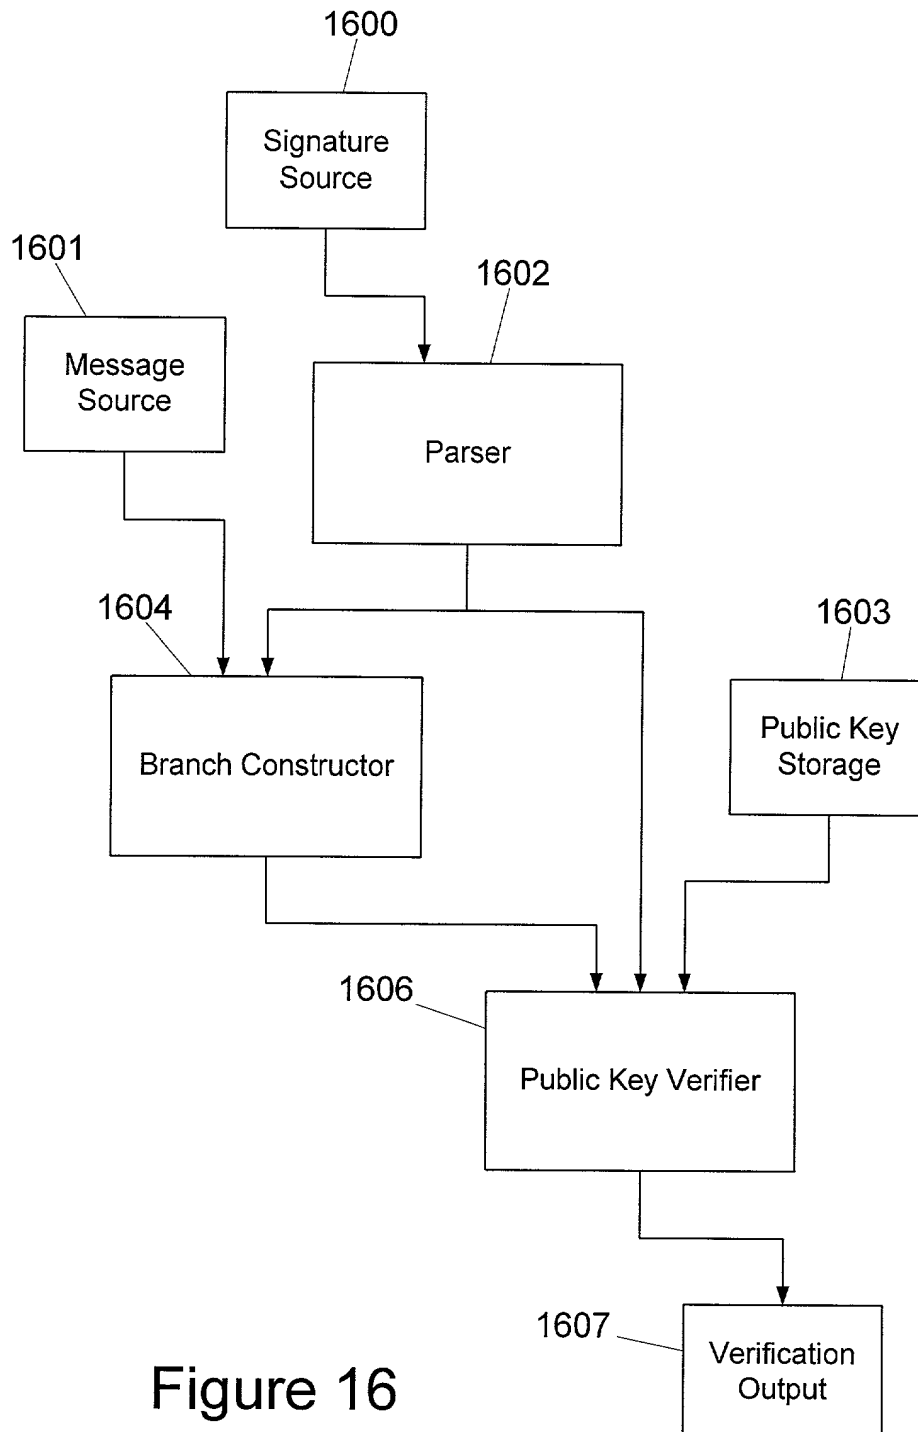 1600
Signature
Source
1601
1602
Message
Source
Parser
1604
1603
Public Key
Storage
Branch Constructor
1606
Public Key Verifier
1607
Verification
Output
Figure 16